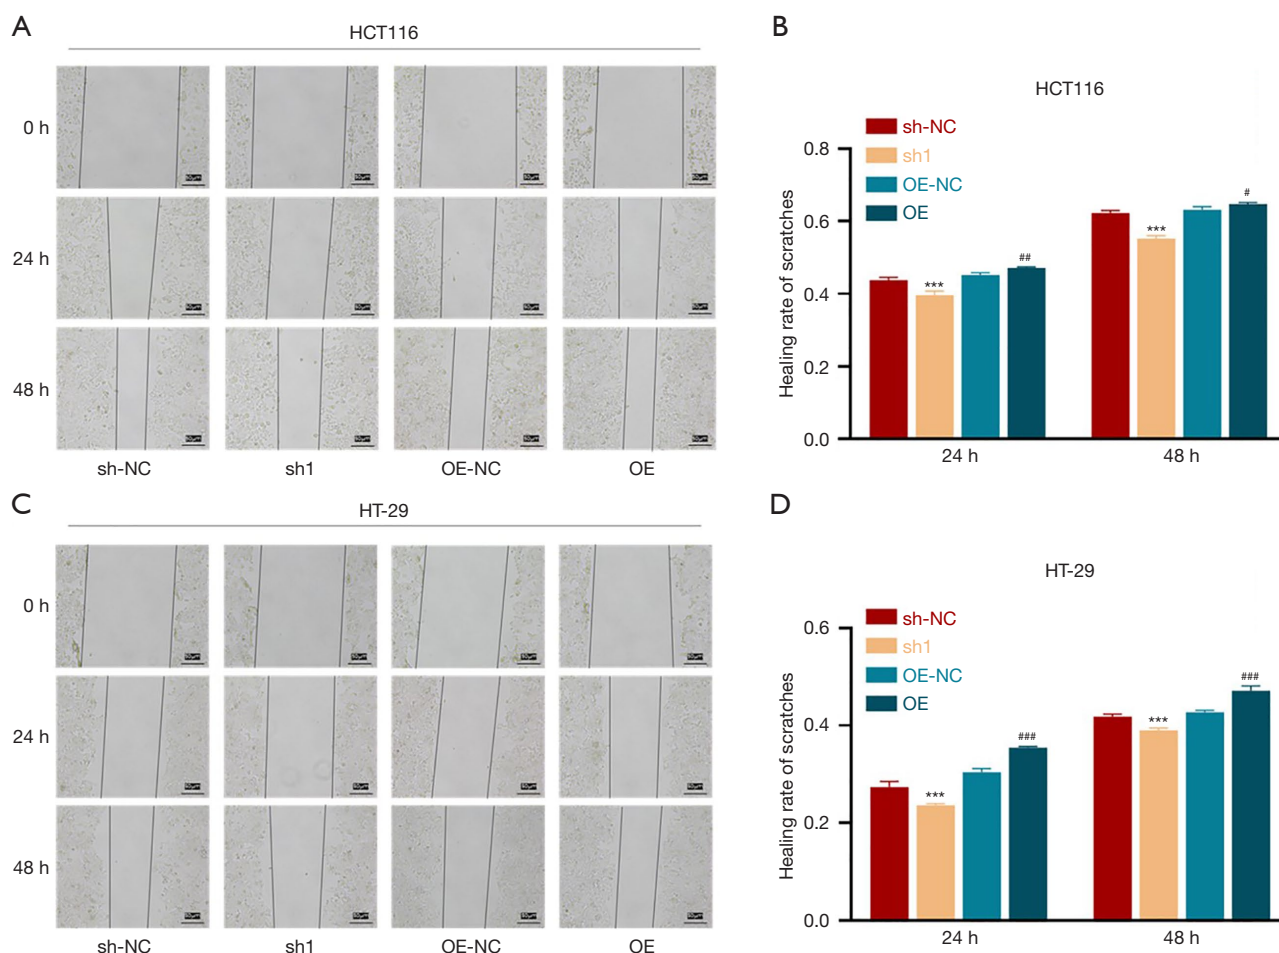 A
HCT116
0 h
24 h
48 h
sh-NC
sh1
OE-NC
OE
B
HCT116
sh-NC
sh1
OE-NC
OE
Healing rate of scratches
0.8
0.6
0.4
0.2
0.0
***
##
***
#
24 h
48 h
C
HT-29
0 h
24 h
48 h
sh-NC
sh1
OE-NC
OE
D
HT-29
sh-NC
sh1
OE-NC
OE
Healing rate of scratches
0.6
0.4
0.2
0.0
***
###
***
###
24 h
48 h